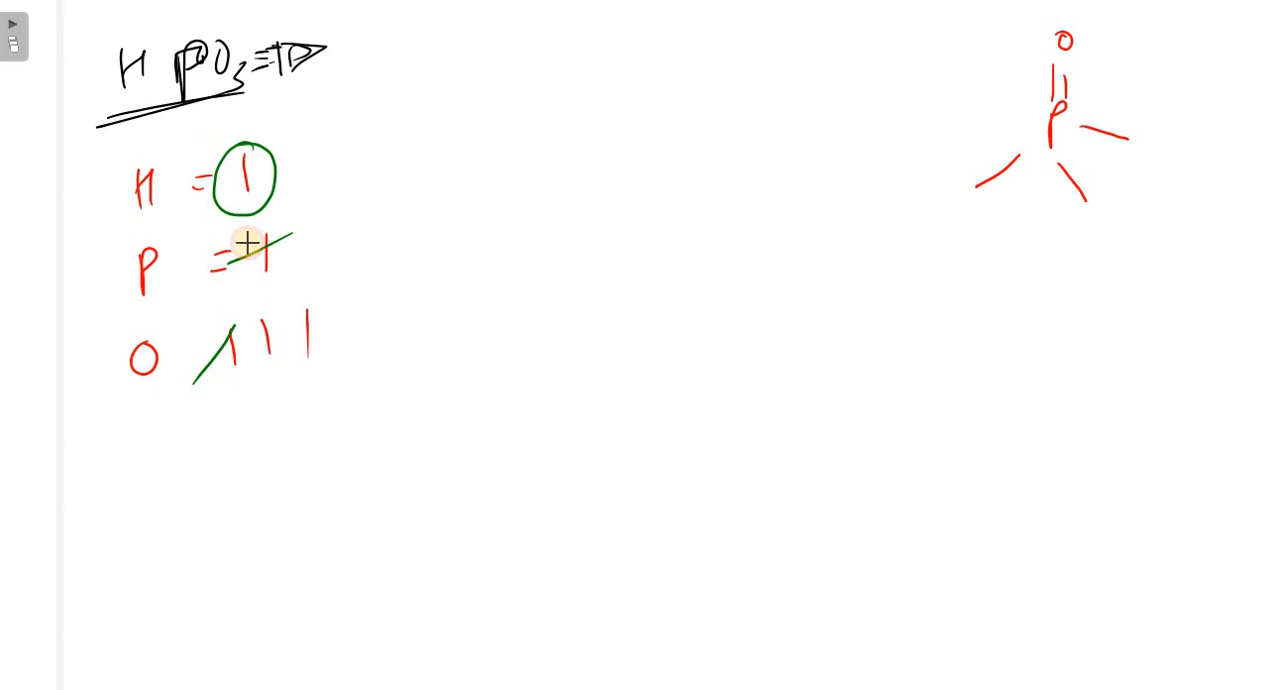 H PO3 ⇒
H = 1
P = 1
O 1 1 1
O
P